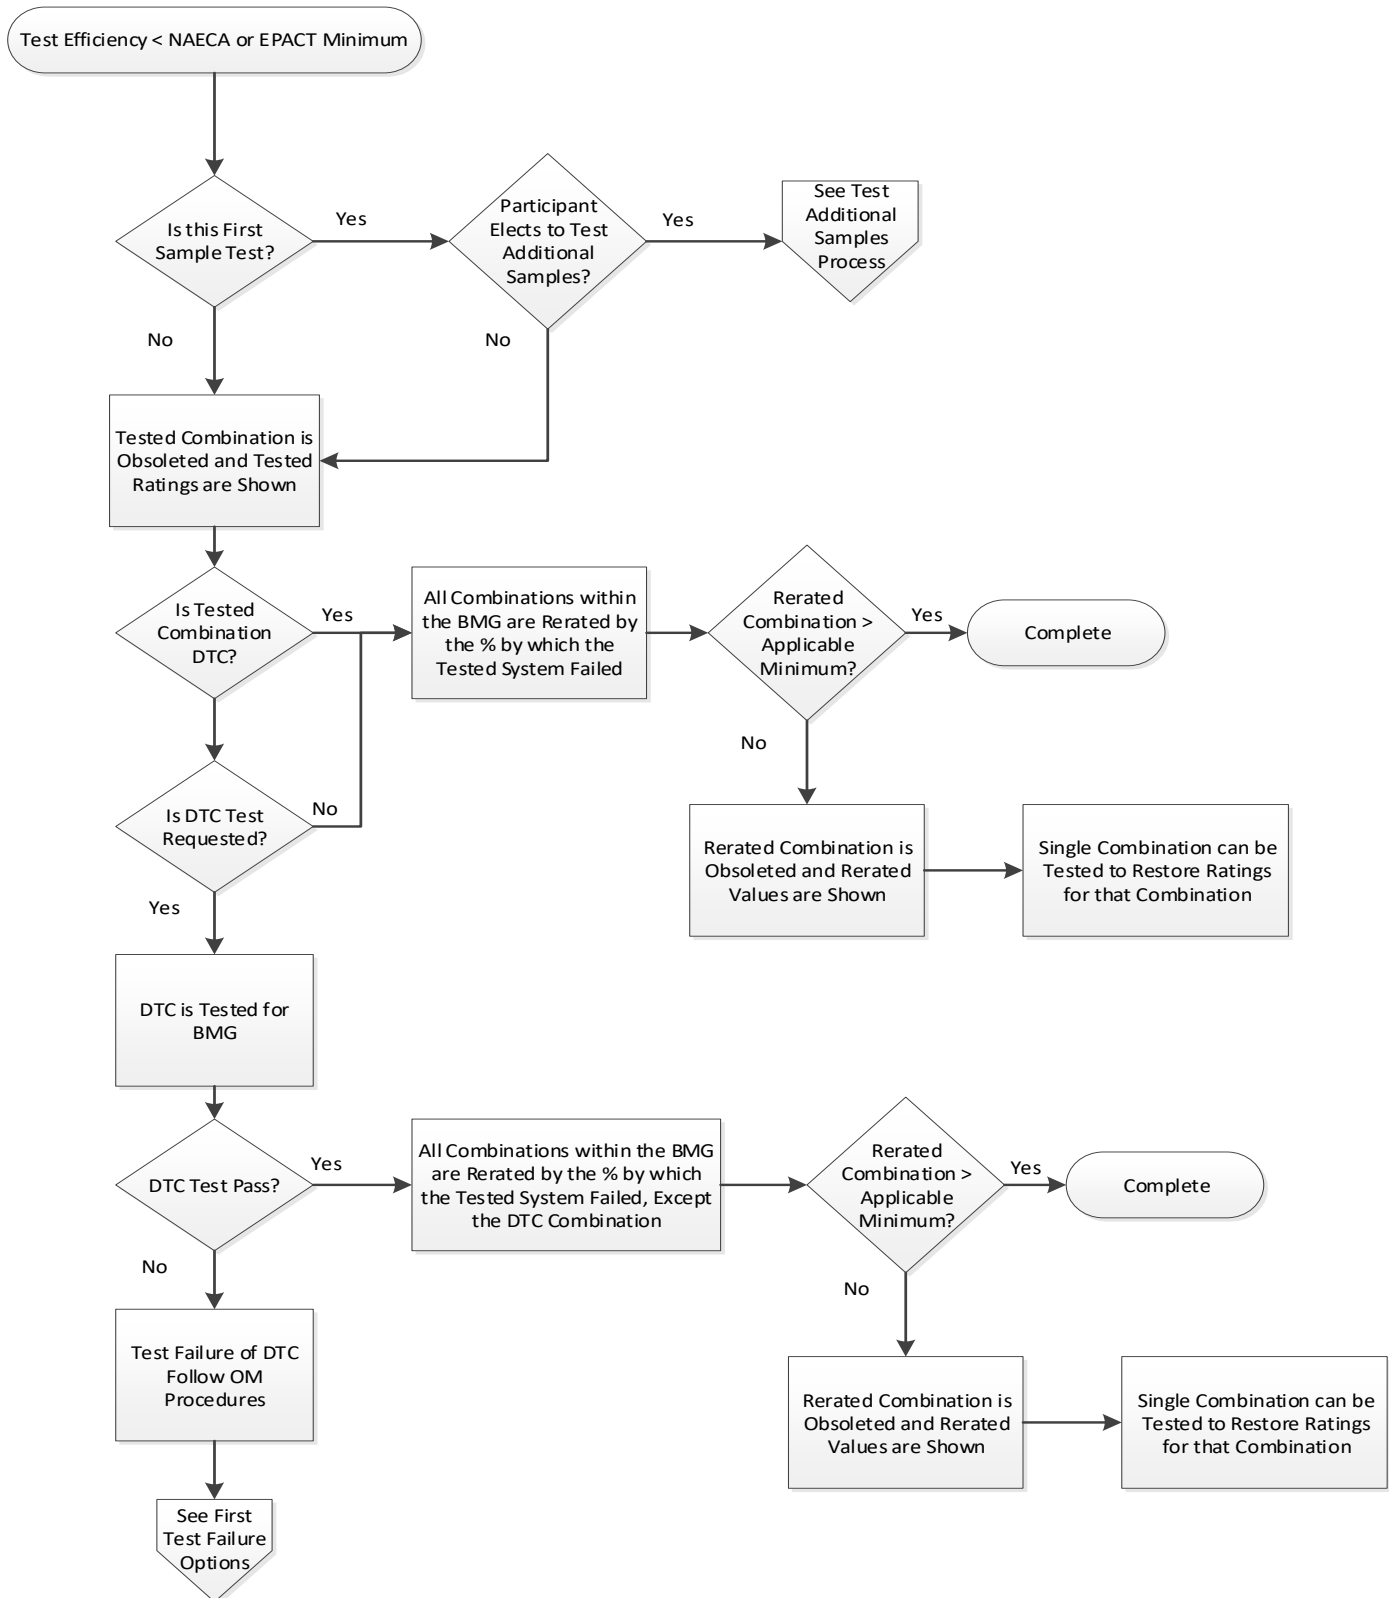 Test Efficiency < NAECA or EPACT Minimum
Is this First
Sample Test?
Yes
Participant
Elects to Test
Additional
Samples?
Yes
See Test
Additional
Samples
Process
No
No
Tested Combination is
Obsoleted and Tested
Ratings are Shown
Is Tested
Combination
DTC?
Yes
All Combinations within
the BMG are Rerated by
the % by which the
Tested System Failed
Rerated
Combination >
Applicable
Minimum?
Yes
Complete
No
Is DTC Test
Requested?
No
Rerated Combination is
Obsoleted and Rerated
Values are Shown
Single Combination can be
Tested to Restore Ratings
for that Combination
Yes
DTC is Tested for
BMG
DTC Test Pass?
Yes
All Combinations within the BMG
are Rerated by the % by which
the Tested System Failed, Except
the DTC Combination
Rerated
Combination >
Applicable
Minimum?
Yes
Complete
No
No
Test Failure of DTC
Follow OM
Procedures
Rerated Combination is
Obsoleted and Rerated
Values are Shown
Single Combination can be
Tested to Restore Ratings
for that Combination
See First
Test Failure
Options